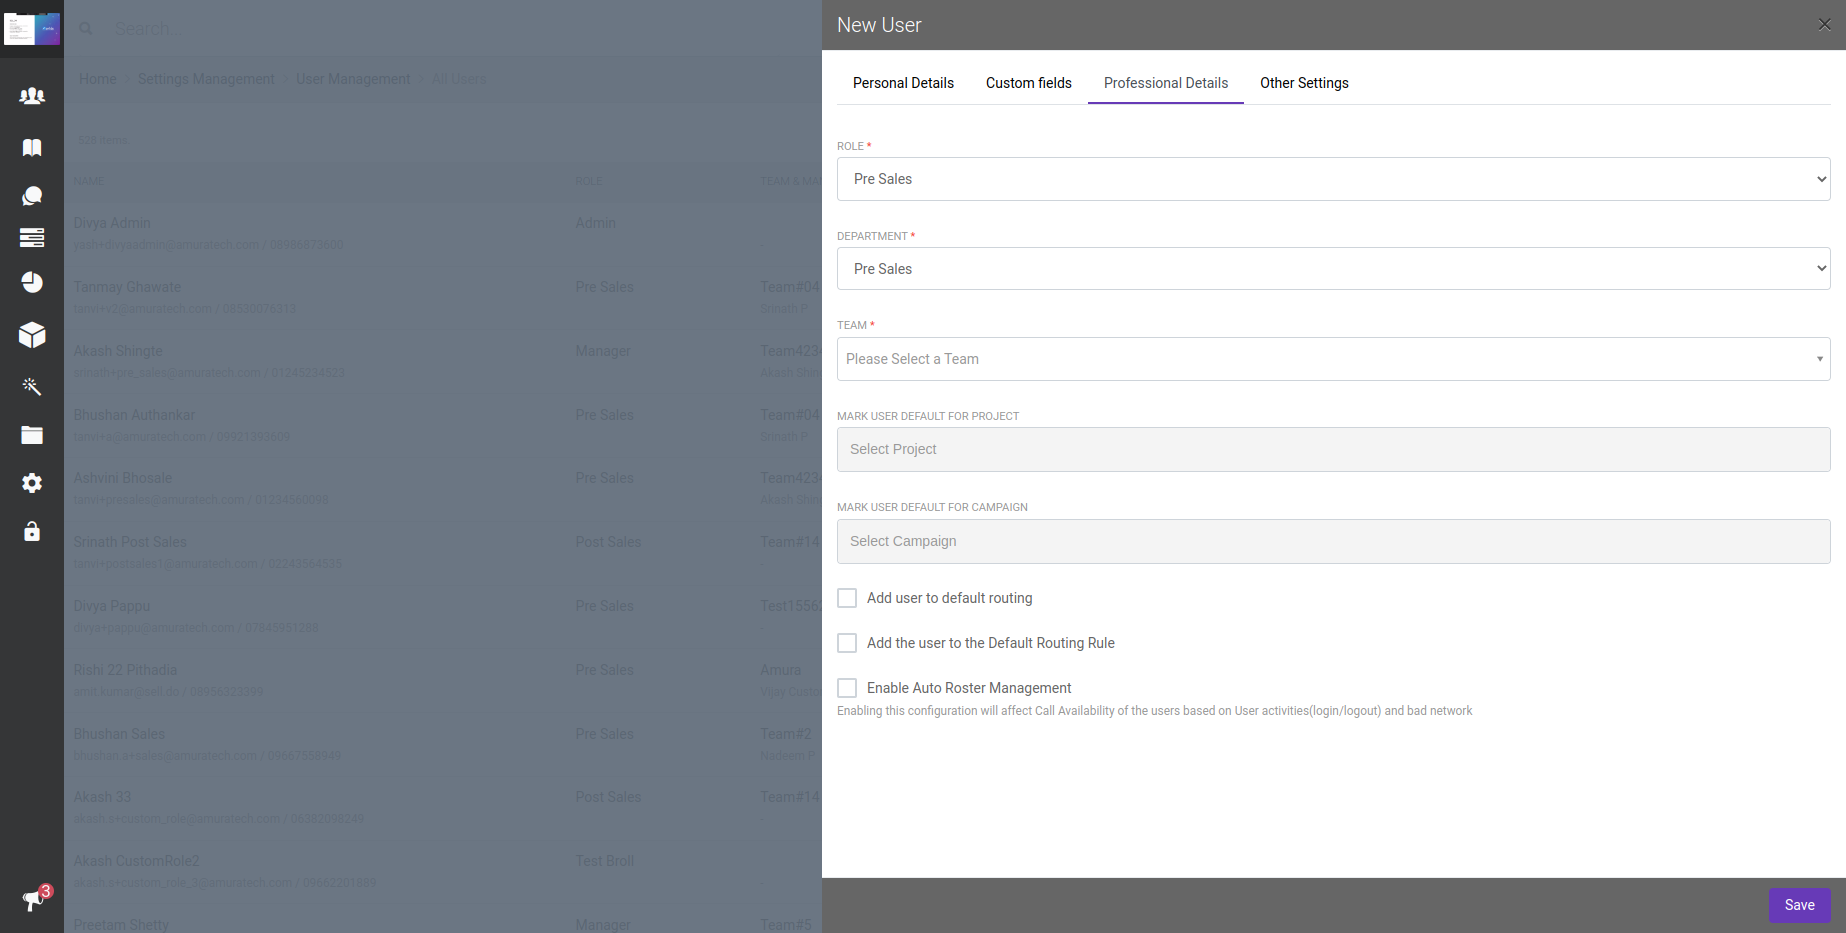 New User
Search...
Home > Settings Management > User Management > All Users
Personal Details Custom fields Professional Details Other Settings
528 items
NAME ROLE TEAM & MA
Divya Admin Admin
yash+divyaadmin@amuratech.com / 08988873600 -
Tanmay Ghawate Pre Sales Team#04
tanvi+v2@amuratech.com / 08530076313 Srinath P
Akash Shingte Manager Team423
srinath+pre_sales@amuratech.com / 01245234523 Akash Shin
Bhushan Authankar Pre Sales Team#04
tanvi+a@amuratech.com / 09921393609 Srinath P
Ashvini Bhosale Pre Sales Team423
tanvi+presales@amuratech.com / 01234560098 Akash Shin
Srinath Post Sales Post Sales Team#14
tanvi+postsales1@amuratech.com / 02243564585 -
Divya Pappu Pre Sales Test1556
divya+pappu@amuratech.com / 07845951288 -
Rishi 22 Pithadia Pre Sales Amura
amit.kumar@sell.do / 08956323399 Vijay Custo
Bhushan Sales Pre Sales Team#2
bhushan.a+sales@amuratech.com / 09667558949 Nadeem P
Akash 33 Post Sales Team#14
akash.s+custom_role@amuratech.com / 06382098249 -
Akash CustomRole2 Test Broll
akash.s+custom_role_3@amuratech.com / 09662201889 -
Preetam Shetty Manager Team#5
3
ROLE *
Pre Sales
DEPARTMENT *
Pre Sales
TEAM *
Please Select a Team
MARK USER DEFAULT FOR PROJECT
Select Project
MARK USER DEFAULT FOR CAMPAIGN
Select Campaign
Add user to default routing
Add the user to the Default Routing Rule
Enable Auto Roster Management
Enabling this configuration will affect Call Availability of the users based on User activities(login/logout) and bad network
Save